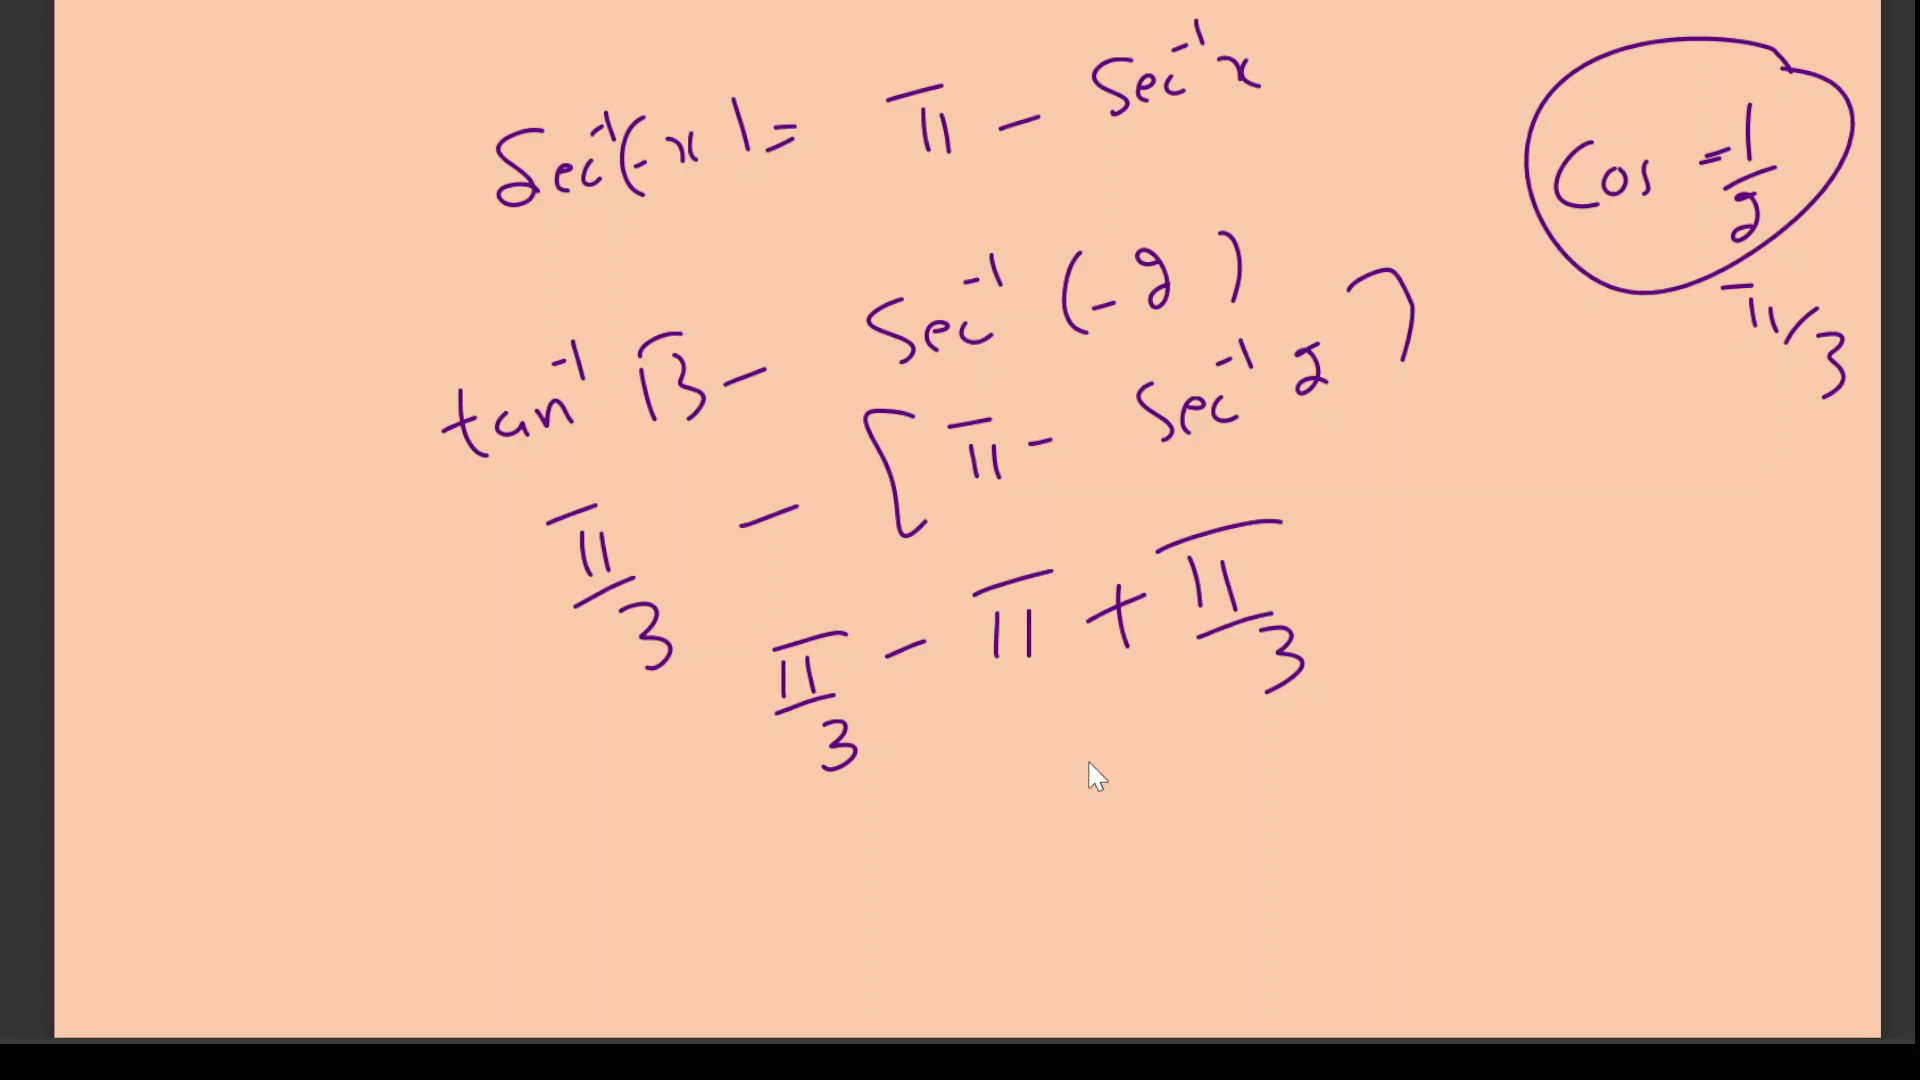 Sec⁻¹(-x) = π - Sec⁻¹x
Cos = 1/2
π/3
tan⁻¹ √3 - Sec⁻¹ (-2)
π/3 - [π - Sec⁻¹ 2]
π/3 - π + π/3